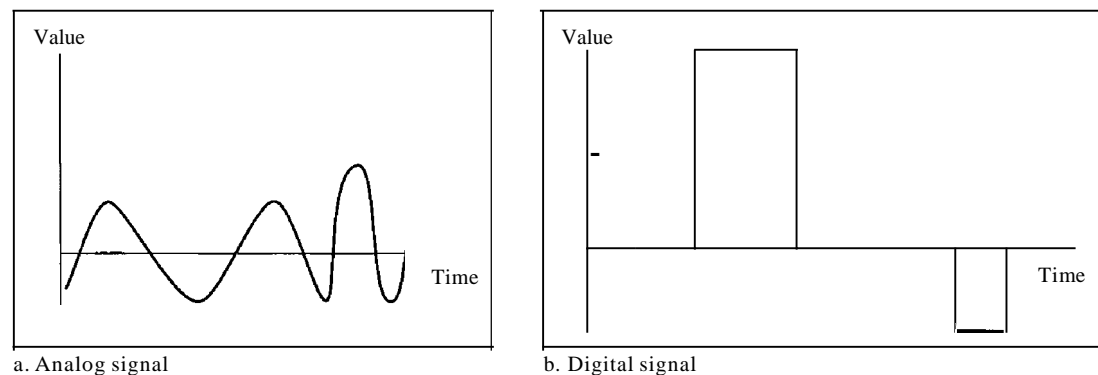 Value
Time
a. Analog signal
Value
Time
b. Digital signal